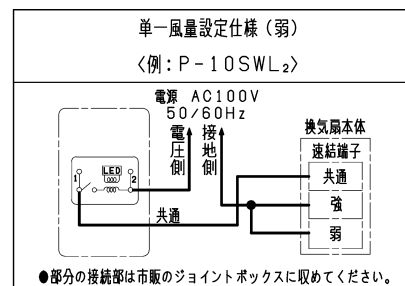 単一風量設定仕様（弱）
〈例：P-10SWL₂〉
電源 AC100V
50/60Hz
電圧側
接地側
換気扇本体
速結端子
共通
強
弱
LED
1
2
共通
●部分の接続部は市販のジョイントボックスに収めてください。